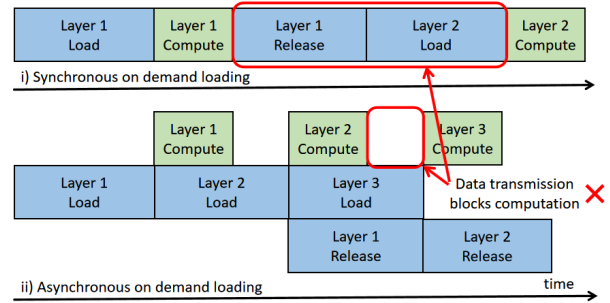 Layer 1 Load
Layer 1 Compute
Layer 1 Release
Layer 2 Load
Layer 2 Compute
i) Synchronous on demand loading
Layer 1 Compute
Layer 2 Compute
Layer 3 Compute
Layer 1 Load
Layer 2 Load
Layer 3 Load
Data transmission
blocks computation
Layer 1 Release
Layer 2 Release
ii) Asynchronous on demand loading
time